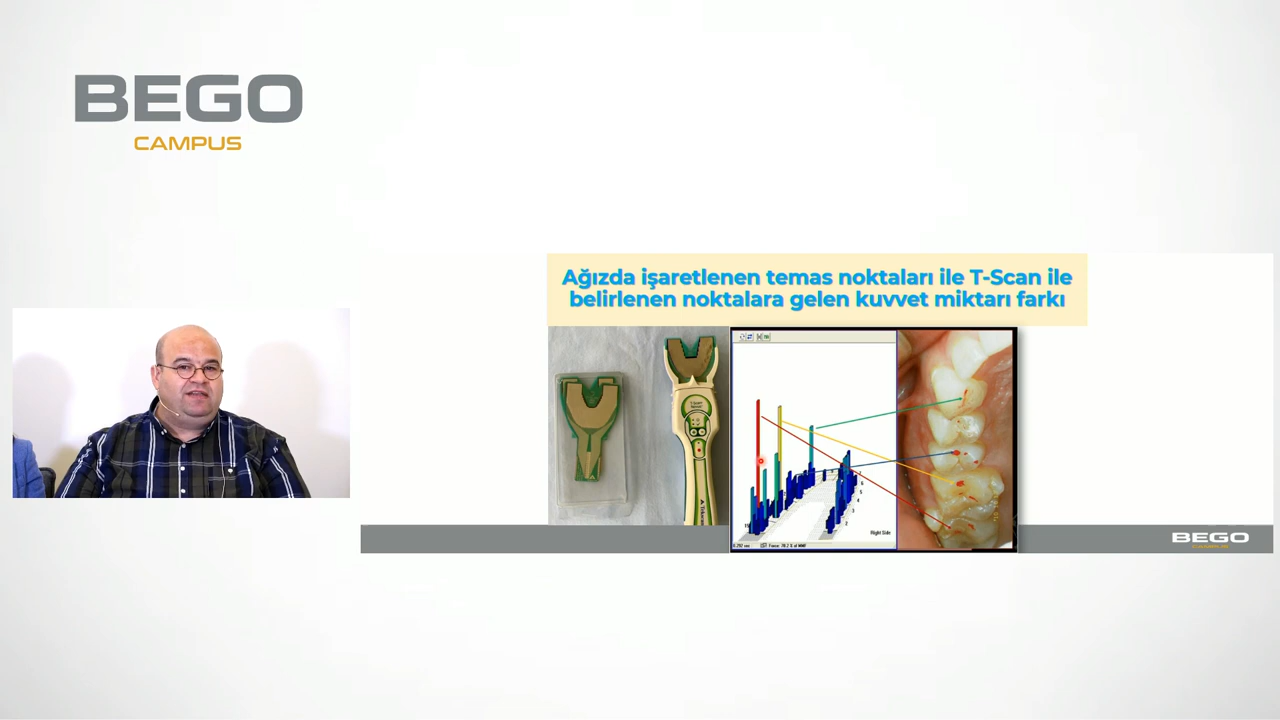 BEGO
CAMPUS
Ağızda işaretlenen temas noktaları ile T-Scan ile
belirlenen noktalara gelen kuvvet miktarı farkı
Right Side
BEGO